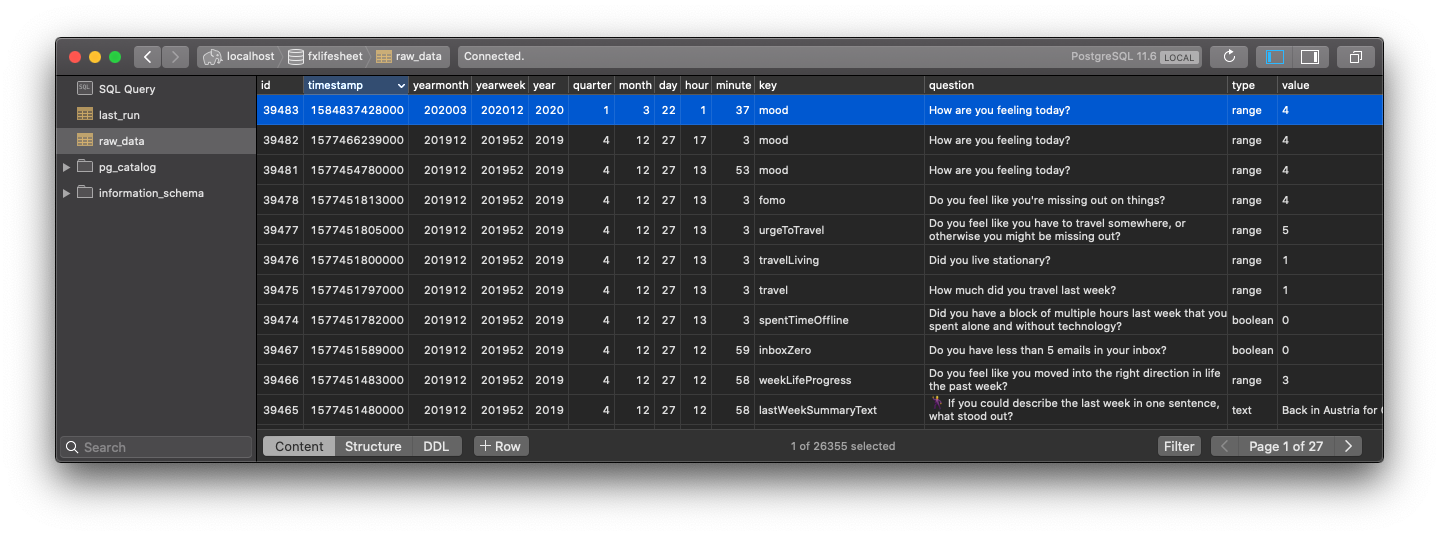 localhost fxlifesheet raw_data Connected. PostgreSQL 11.6 LOCAL
SQL SQL Query
last_run
raw_data
pg_catalog
information_schema
Search
id timestamp yearmonth yearweek year quarter month day hour minute key question type value
39483 1584837428000 202003 202012 2020 1 3 22 1 37 mood How are you feeling today? range 4
39482 1577466239000 201912 201952 2019 4 12 27 17 3 mood How are you feeling today? range 4
39481 1577454780000 201912 201952 2019 4 12 27 13 53 mood How are you feeling today? range 4
39478 1577451813000 201912 201952 2019 4 12 27 13 3 fomo Do you feel like you're missing out on things? range 4
39477 1577451805000 201912 201952 2019 4 12 27 13 3 urgeToTravel Do you feel like you have to travel somewhere, or
otherwise you might be missing out? range 5
39476 1577451800000 201912 201952 2019 4 12 27 13 3 travelLiving Did you live stationary? range 1
39475 1577451797000 201912 201952 2019 4 12 27 13 3 travel How much did you travel last week? range 1
39474 1577451782000 201912 201952 2019 4 12 27 13 3 spentTimeOffline Did you have a block of multiple hours last week that you
spent alone and without technology? boolean 0
39467 1577451589000 201912 201952 2019 4 12 27 12 59 inboxZero Do you have less than 5 emails in your inbox? boolean 0
39466 1577451483000 201912 201952 2019 4 12 27 12 58 weekLifeProgress Do you feel like you moved into the right direction in life
the past week? range 3
39465 1577451480000 201912 201952 2019 4 12 27 12 58 lastWeekSummaryText If you could describe the last week in one sentence,
what stood out? text Back in Austria for
Content Structure DDL + Row 1 of 26355 selected Filter Page 1 of 27